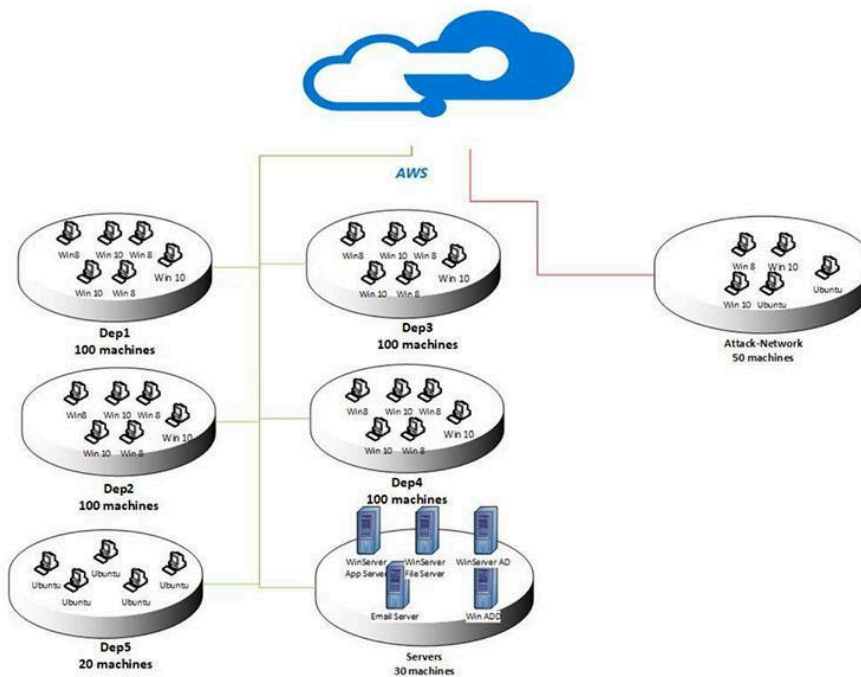 AWS
Win8
Win 10
Win 8
Win 10
Win 10
Win 8
Dep1
100 machines
Win8
Win 10
Win 8
Win 10
Win 10
Win 8
Dep3
100 machines
Win 8
Win 10
Ubuntu
Win 10
Ubuntu
Attack-Network
50 machines
Win8
Win 10
Win 8
Win 10
Win 10
Win 8
Dep2
100 machines
Win 8
Win 10
Win 8
Win 10
Win 10
Win 8
Dep4
100 machines
Ubuntu
Ubuntu
Ubuntu
Ubuntu
Ubuntu
Dep5
20 machines
WinServer
App Server
WinServer
File Server
WinServer AD
Email Server
Win ADD
Servers
30 machines